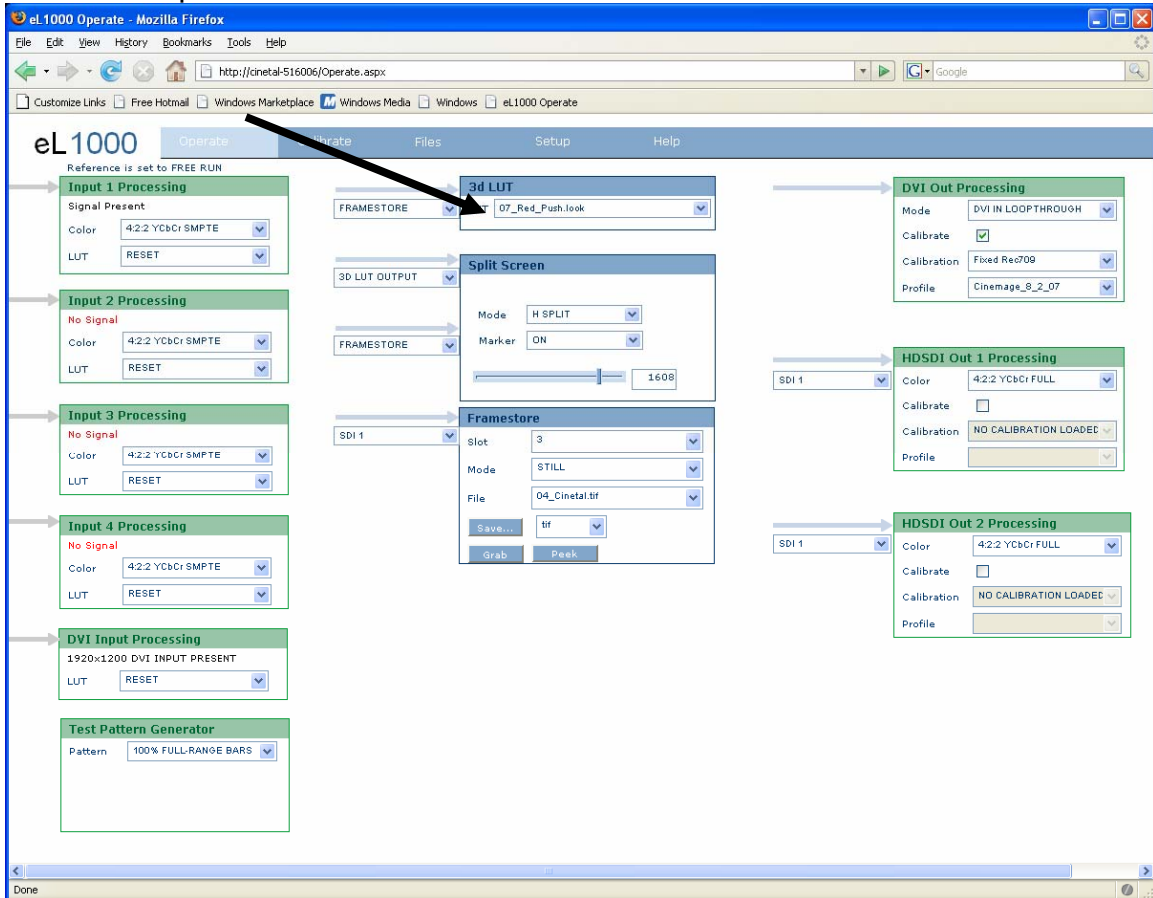 eL1000 Operate - Mozilla Firefox
File Edit View History Bookmarks Tools Help
http://cinetal-516006/Operate.aspx
G Google
Customize Links Free Hotmail Windows Marketplace Windows Media Windows eL1000 Operate
eL1000
Operate Calibrate Files Setup Help
Reference is set to FREE RUN
Input 1 Processing
Signal Present
Color 4:2:2 YCbCr SMPTE
LUT RESET
Input 2 Processing
No Signal
Color 4:2:2 YCbCr SMPTE
LUT RESET
Input 3 Processing
No Signal
Color 4:2:2 YCbCr SMPTE
LUT RESET
Input 4 Processing
No Signal
Color 4:2:2 YCbCr SMPTE
LUT RESET
DVI Input Processing
1920x1200 DVI INPUT PRESENT
LUT RESET
Test Pattern Generator
Pattern 100% FULL-RANGE BARS
FRAMESTORE
3d LUT
07_Red_Push.look
3D LUT OUTPUT
FRAMESTORE
Split Screen
Mode H SPLIT
Marker ON
1608
SDI 1
Framestore
Slot 3
Mode STILL
File 04_Cinetal.tif
Save... tif
Grab Peek
DVI Out Processing
Mode DVI IN LOOPTHROUGH
Calibrate
Calibration Fixed Rec709
Profile Cinemage_8_2_07
SDI 1
HDSDI Out 1 Processing
Color 4:2:2 YCbCr FULL
Calibrate
Calibration NO CALIBRATION LOADED
Profile
SDI 1
HDSDI Out 2 Processing
Color 4:2:2 YCbCr FULL
Calibrate
Calibration NO CALIBRATION LOADED
Profile
Done